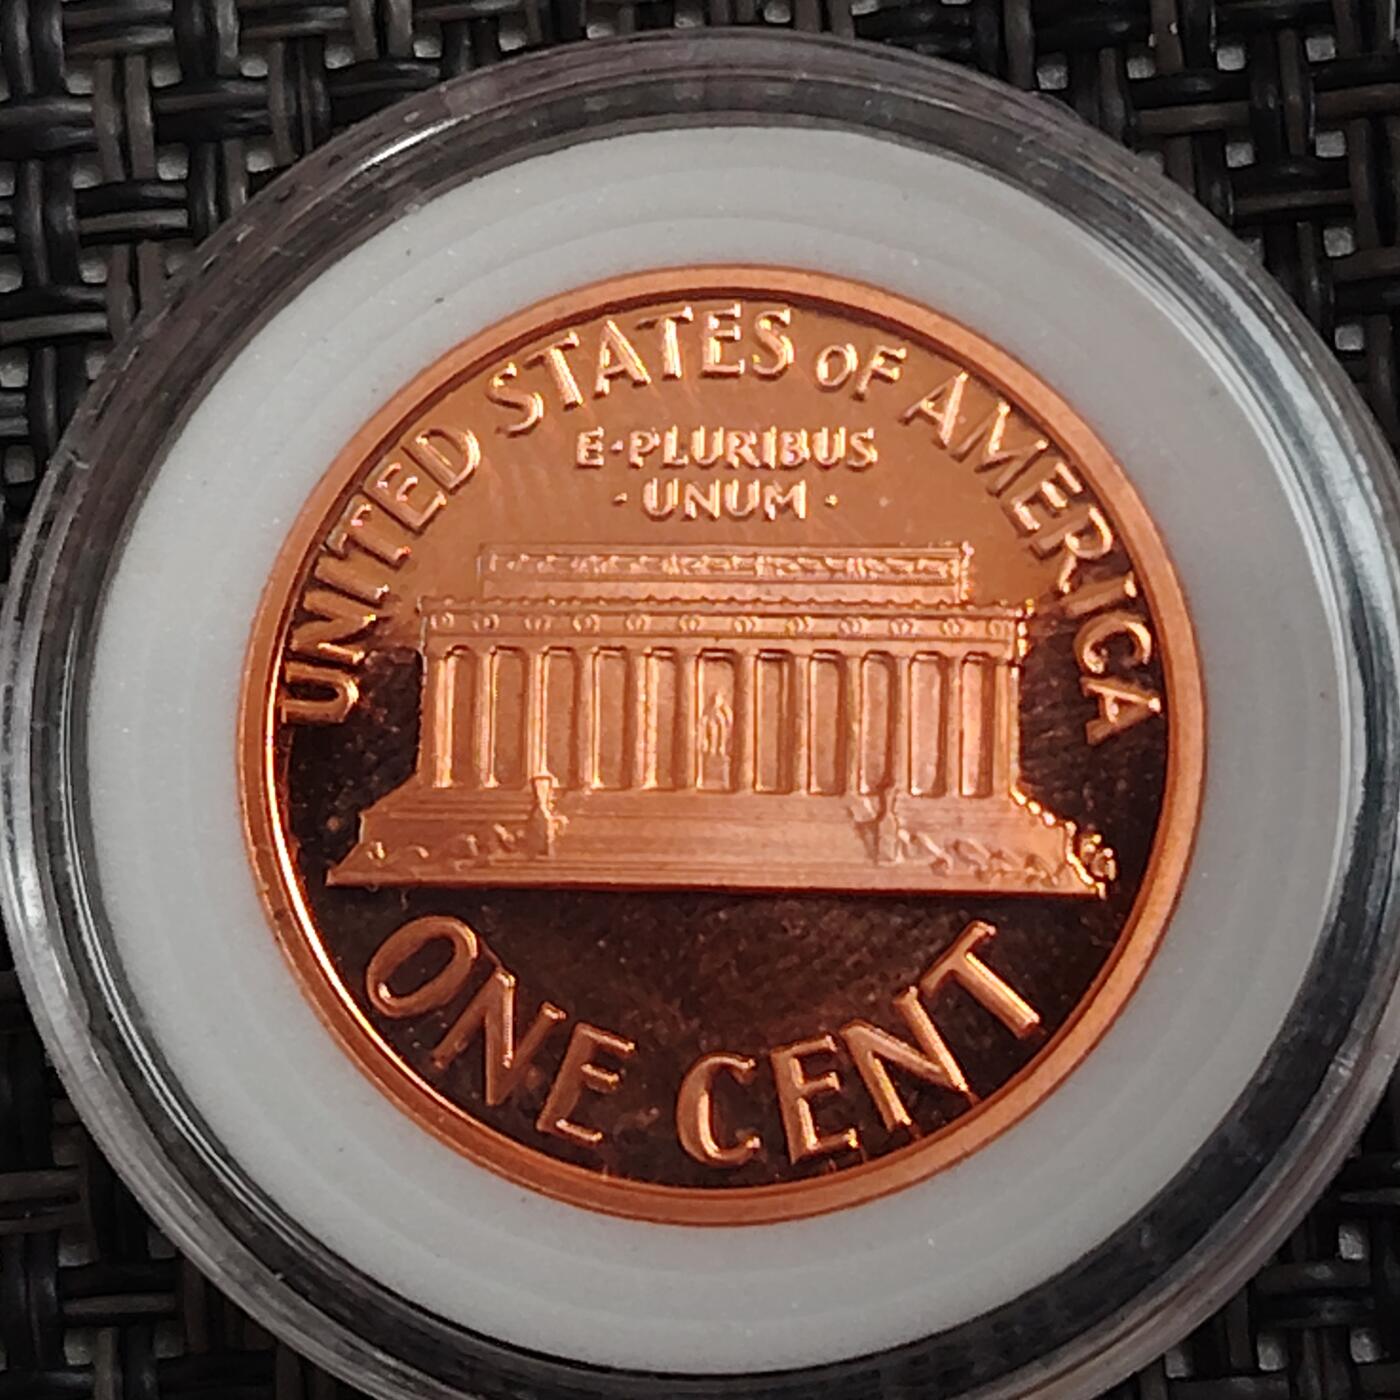 UNITED STATES OF AMERICA
E·PLURIBUS
· UNUM ·
ONE CENT